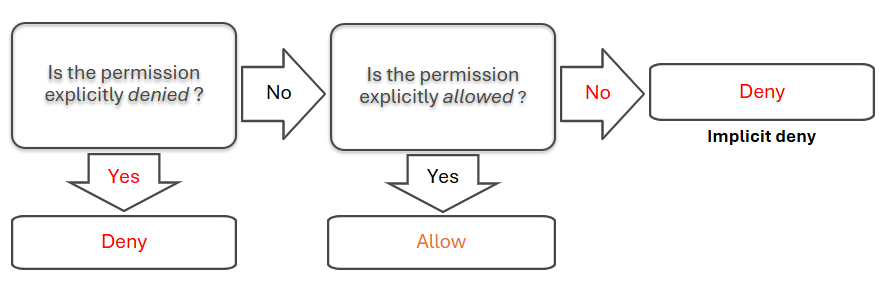 Is the permission
explicitly denied ?
No
Is the permission
explicitly allowed ?
No
Deny
Implicit deny
Yes
Yes
Deny
Allow